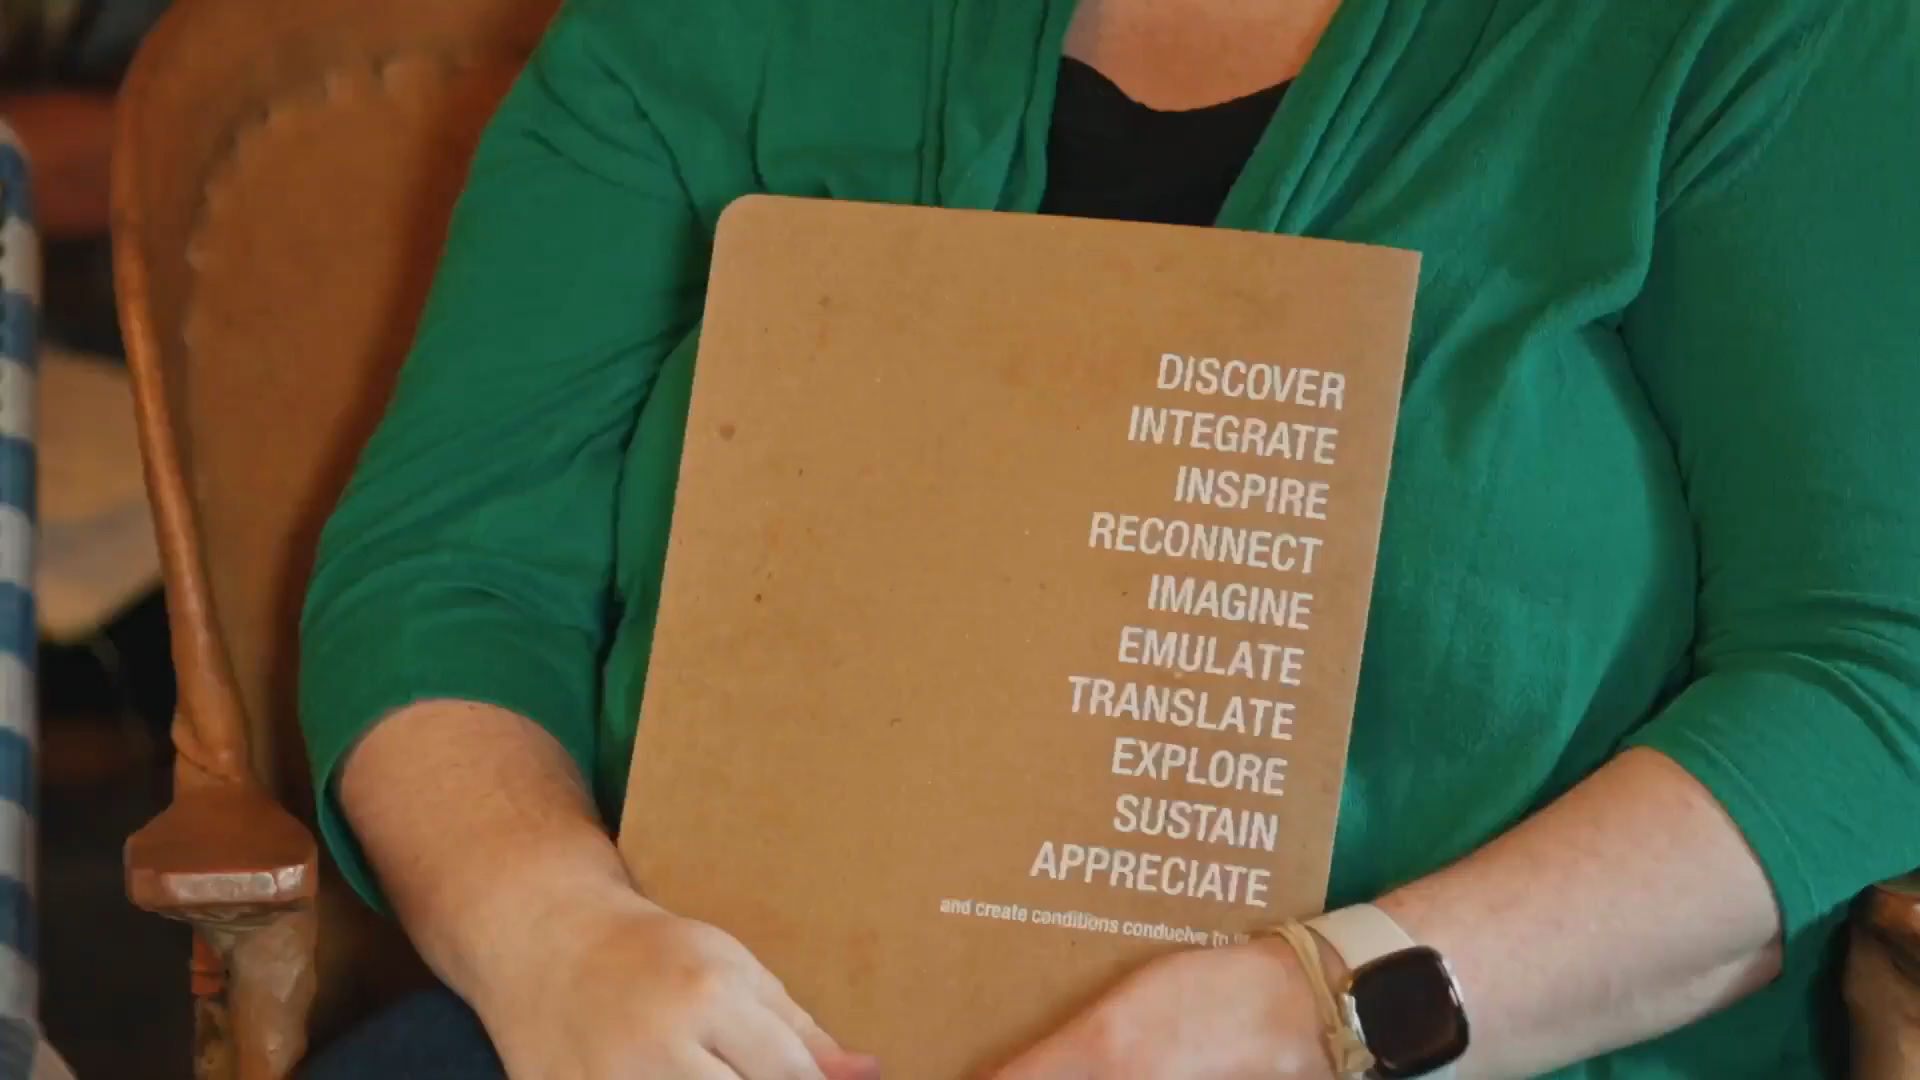 DISCOVER
INTEGRATE
INSPIRE
RECONNECT
IMAGINE
EMULATE
TRANSLATE
EXPLORE
SUSTAIN
APPRECIATE
and create conditions conducive to